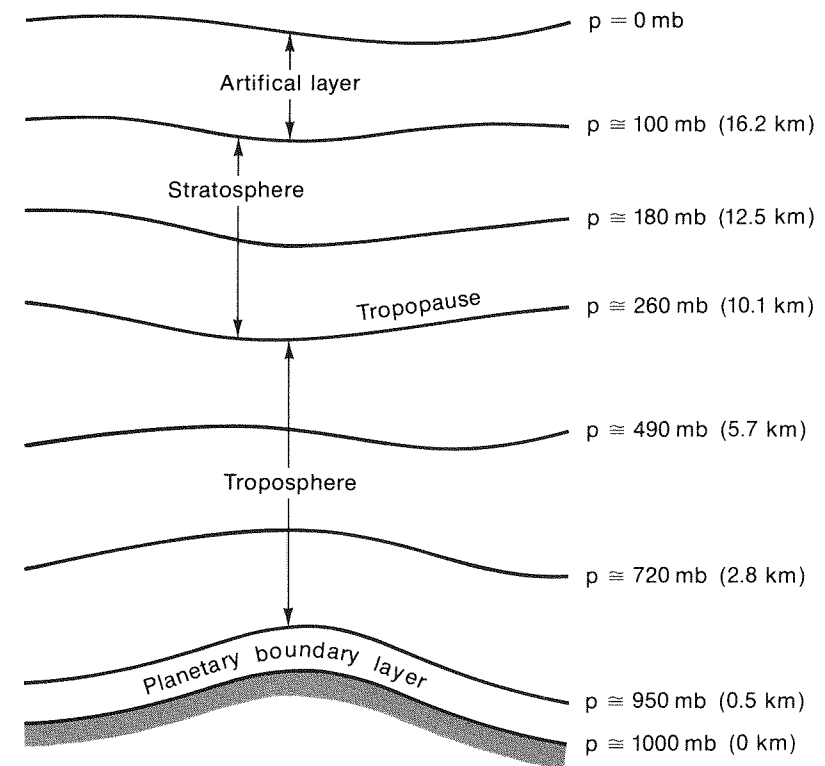 p = 0 mb
Artifical layer
p ≅ 100 mb (16.2 km)
Stratosphere
p ≅ 180 mb (12.5 km)
Tropopause
p ≅ 260 mb (10.1 km)
p ≅ 490 mb (5.7 km)
Troposphere
p ≅ 720 mb (2.8 km)
Planetary boundary layer
p ≅ 950 mb (0.5 km)
p ≅ 1000 mb (0 km)